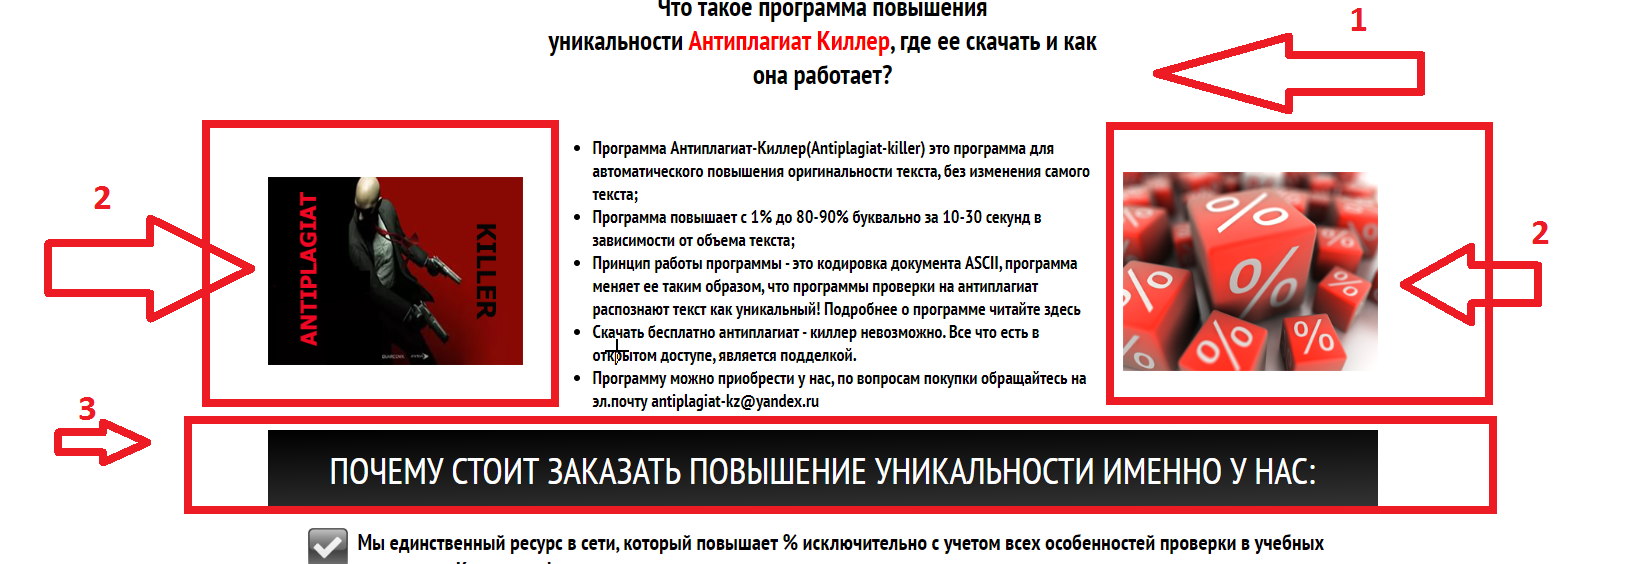 Что такое программа повышения
уникальности Антиплагиат Киллер, где ее скачать и как
она работает?
1
2
ANTIPLAGIAT
KILLER
• Программа Антиплагиат-Киллер(Antiplagiat-killer) это программа для
автоматического повышения оригинальности текста, без изменения самого
текста;
• Программа повышает с 1% до 80-90% буквально за 10-30 секунд в
зависимости от объема текста;
• Принцип работы программы - это кодировка документа ASCII, программа
меняет ее таким образом, что программы проверки на антиплагиат
распознают текст как уникальный! Подробнее о программе читайте здесь
• Скачать бесплатно антиплагиат - киллер невозможно. Все что есть в
открытом доступе, является подделкой.
• Программу можно приобрести у нас, по вопросам покупки обращайтесь на
эл.почту antiplagiat-kz@yandex.ru
% % % % % %
2
3
ПОЧЕМУ СТОИТ ЗАКАЗАТЬ ПОВЫШЕНИЕ УНИКАЛЬНОСТИ ИМЕННО У НАС:
Мы единственный ресурс в сети, который повышает % исключительно с учетом всех особенностей проверки в учебных